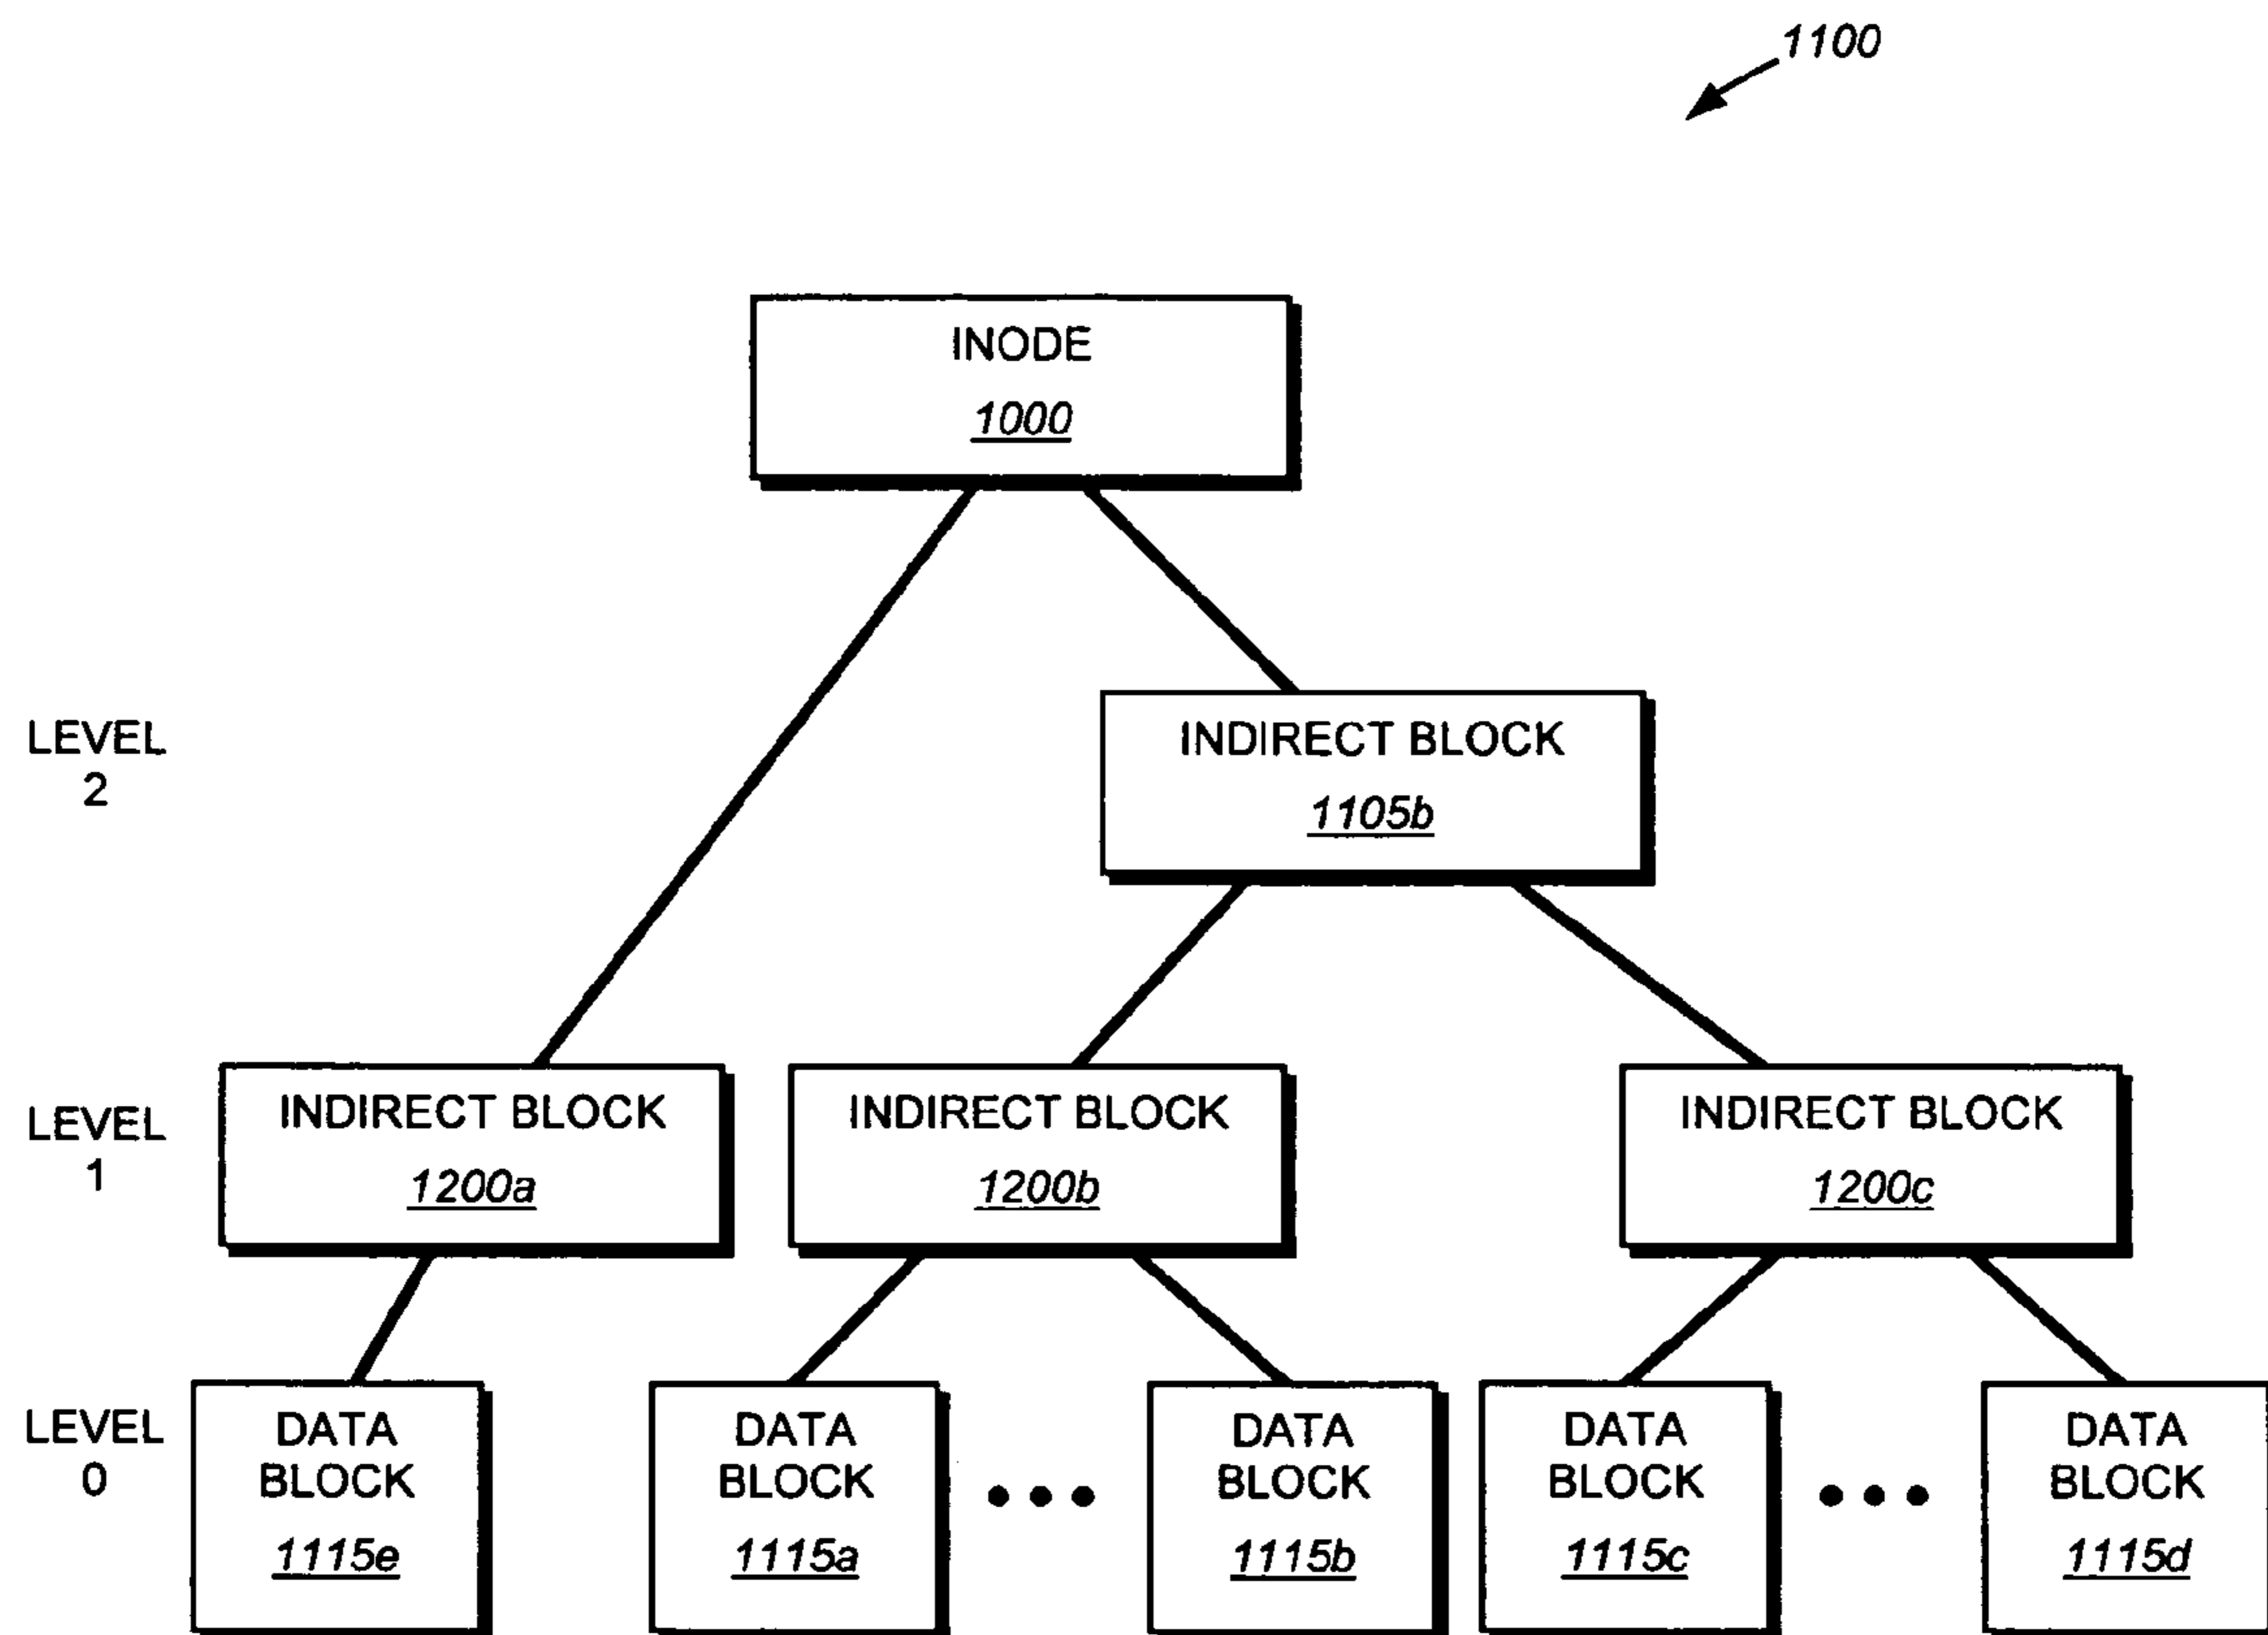 1100
INODE
1000
LEVEL
2
INDIRECT BLOCK
1105b
LEVEL
1
INDIRECT BLOCK
1200a
INDIRECT BLOCK
1200b
INDIRECT BLOCK
1200c
LEVEL
0
DATA
BLOCK
1115e
DATA
BLOCK
1115a
DATA
BLOCK
1115b
DATA
BLOCK
1115c
DATA
BLOCK
1115d